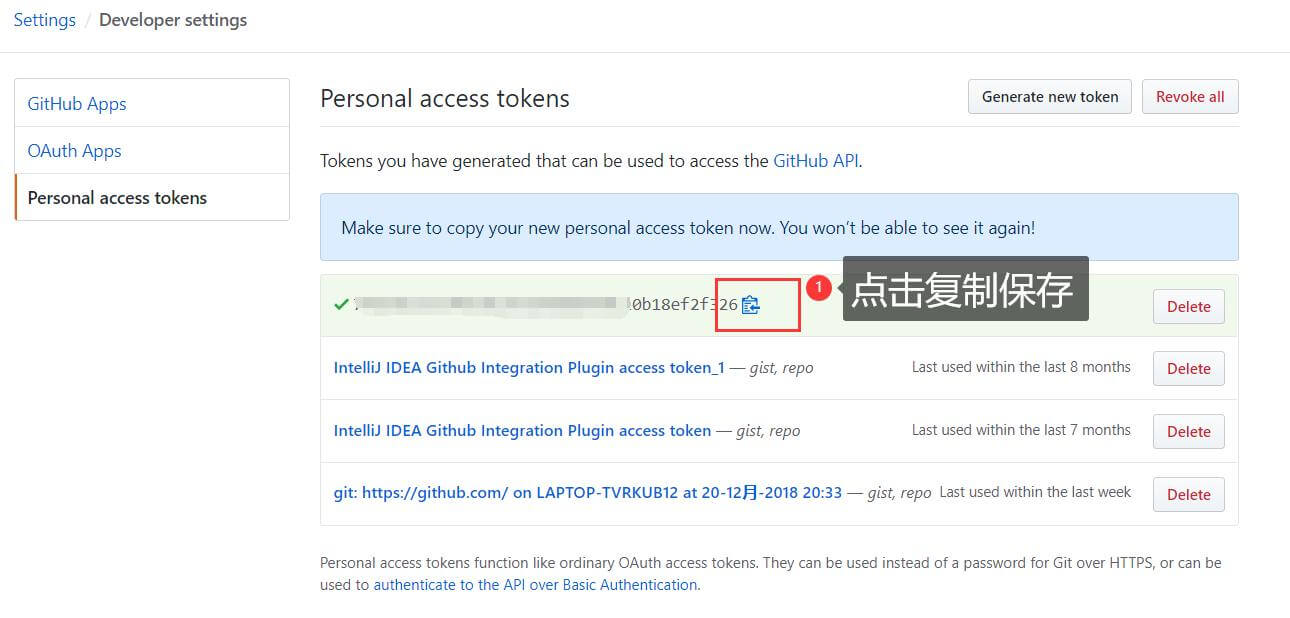 Settings / Developer settings
GitHub Apps
OAuth Apps
Personal access tokens
Personal access tokens
Generate new token
Revoke all
Tokens you have generated that can be used to access the GitHub API.
Make sure to copy your new personal access token now. You won't be able to see it again!
0b18ef2f326
1
点击复制保存
Delete
IntelliJ IDEA Github Integration Plugin access token_1 — gist, repo
Last used within the last 8 months
Delete
IntelliJ IDEA Github Integration Plugin access token — gist, repo
Last used within the last 7 months
Delete
git: https://github.com/ on LAPTOP-TVRKUB12 at 20-12月-2018 20:33 — gist, repo
Last used within the last week
Delete
Personal access tokens function like ordinary OAuth access tokens. They can be used instead of a password for Git over HTTPS, or can be
used to authenticate to the API over Basic Authentication.